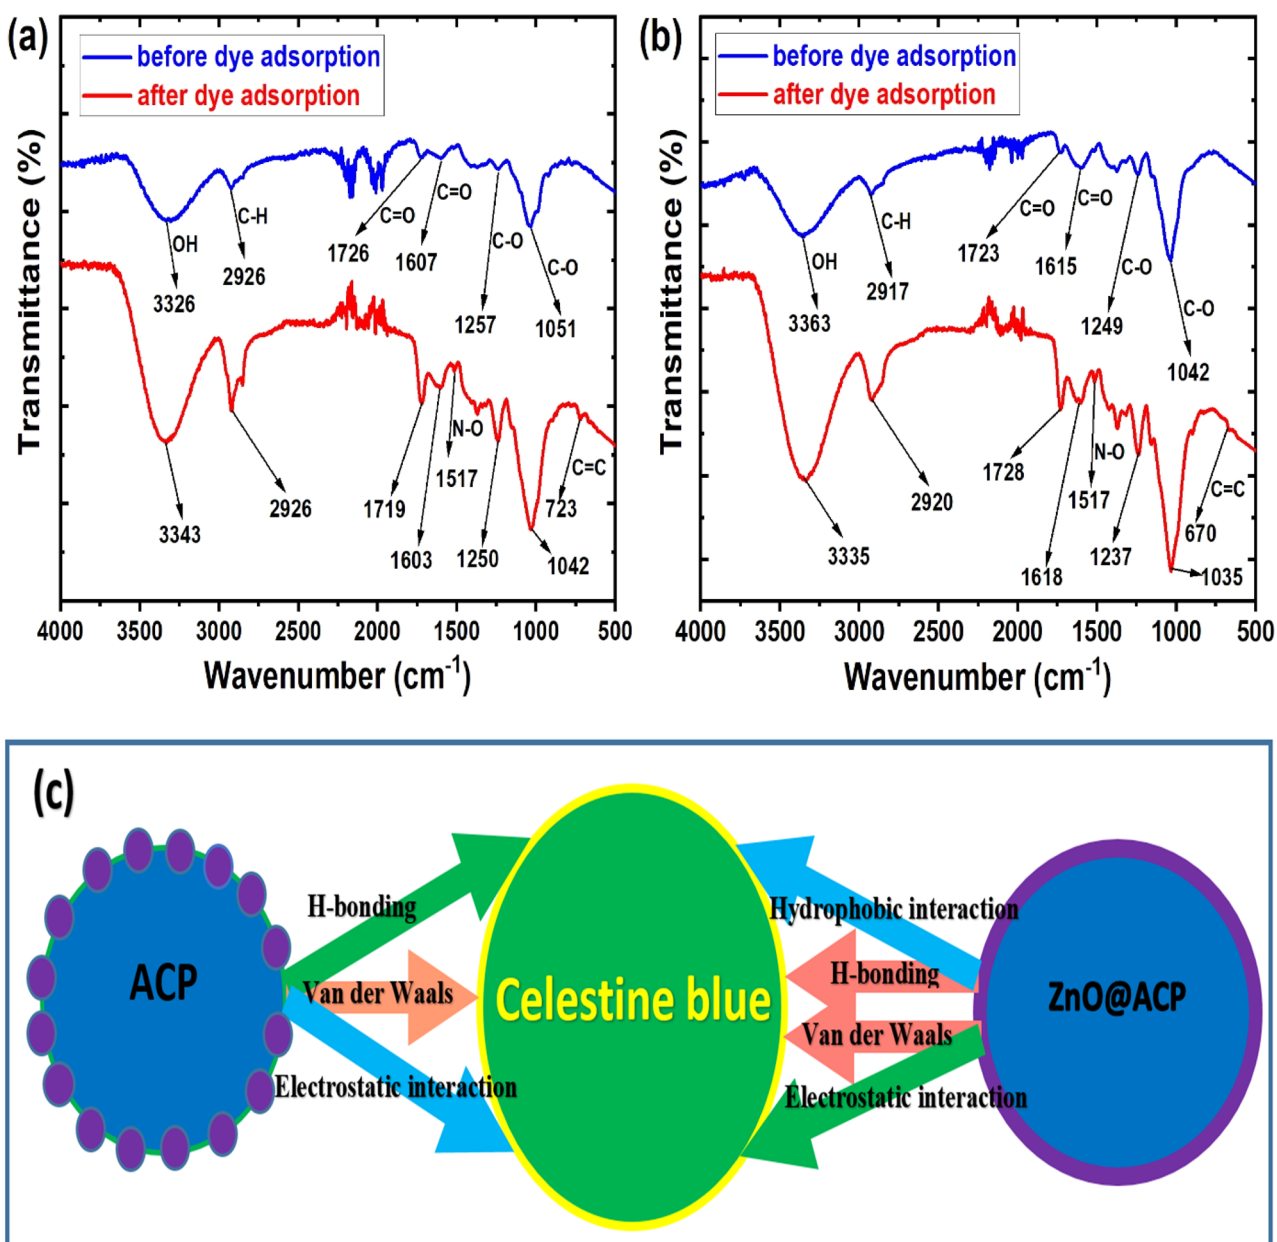 (a)
before dye adsorption
after dye adsorption
Transmittance (%)
OH
3326
C-H
2926
C=O
1726
C=O
1607
C-O
1257
C-O
1051
3343
2926
1719
1603
N-O
1517
1250
1042
C=C
723
4000 3500 3000 2500 2000 1500 1000 500
Wavenumber (cm-1)
(b)
before dye adsorption
after dye adsorption
Transmittance (%)
OH
3363
C-H
2917
C=O
1723
C=O
1615
C-O
1249
C-O
1042
3335
2920
1728
1618
N-O
1517
1237
C=C
670
1035
4000 3500 3000 2500 2000 1500 1000 500
Wavenumber (cm-1)
(c)
ACP
H-bonding
Van der Waals
Electrostatic interaction
Celestine blue
Hydrophobic interaction
H-bonding
Van der Waals
Electrostatic interaction
ZnO@ACP